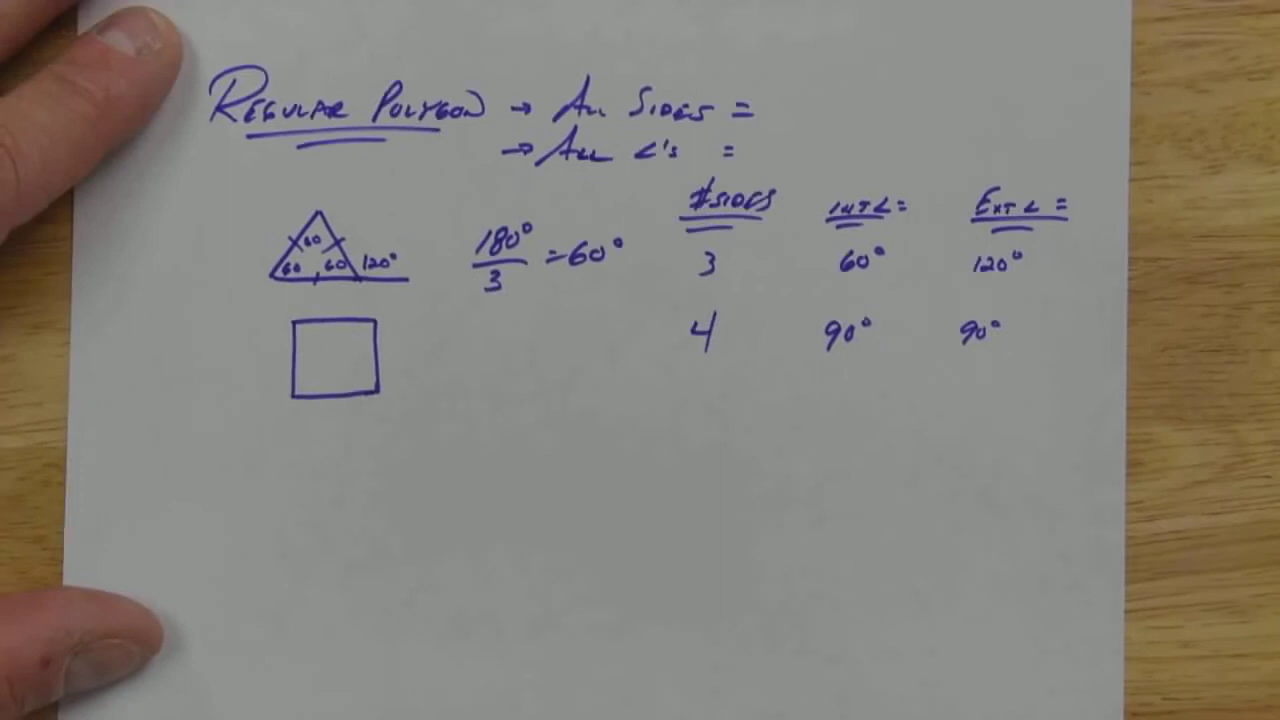 REGULAR POLYGON → ALL SIDES =
→ ALL ∠'s =
#SIDES INT ∠ = EXT ∠ =
60
60 60 120°
180°/3 = 60°
3 60° 120°
4 90° 90°